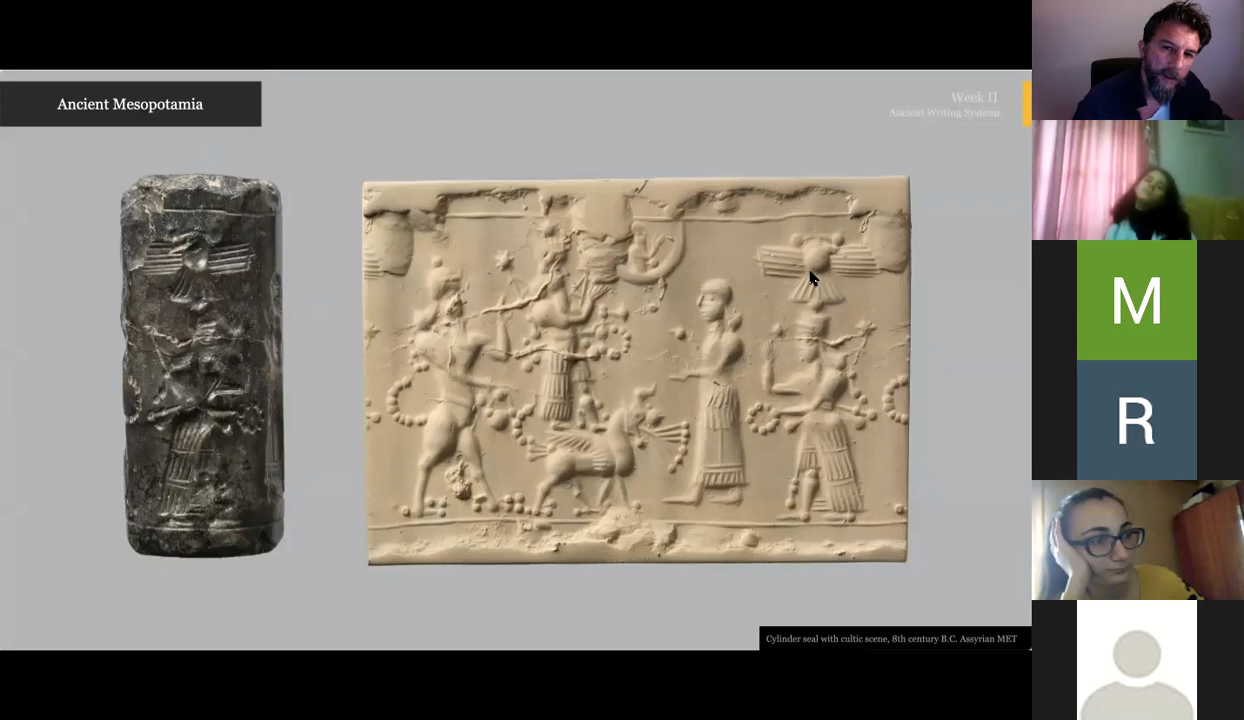 Ancient Mesopotamia
Week II
Ancient Writing Systems
Cylinder seal with cultic scene, 8th century B.C. Assyrian MET
M
R